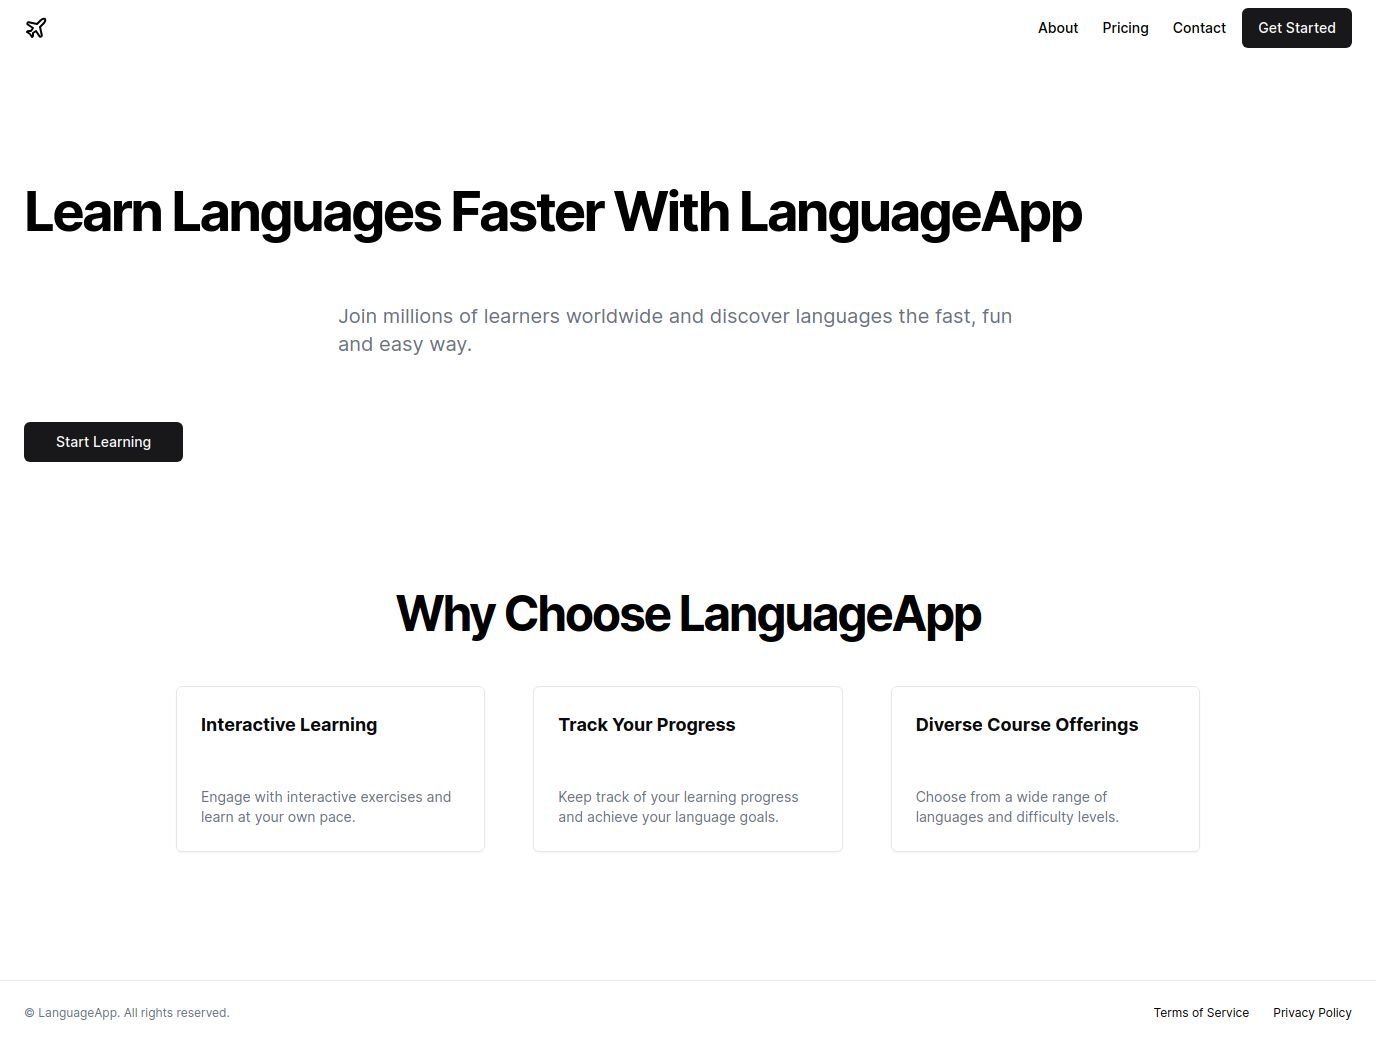 About Pricing Contact Get Started
Learn Languages Faster With LanguageApp
Join millions of learners worldwide and discover languages the fast, fun
and easy way.
Start Learning
Why Choose LanguageApp
Interactive Learning
Engage with interactive exercises and
learn at your own pace.
Track Your Progress
Keep track of your learning progress
and achieve your language goals.
Diverse Course Offerings
Choose from a wide range of
languages and difficulty levels.
© LanguageApp. All rights reserved.
Terms of Service Privacy Policy